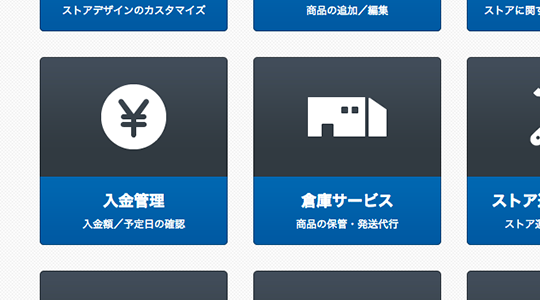 ストアデザインのカスタマイズ
商品の追加／編集
ストアに関
¥
入金管理
入金額／予定日の確認
倉庫サービス
商品の保管・発送代行
ストア
ストア